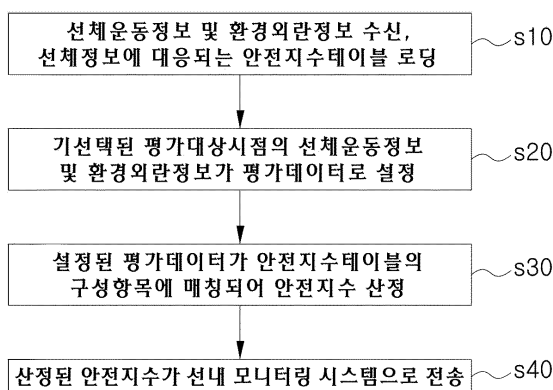 선체운동정보 및 환경외란정보 수신,
선체정보에 대응되는 안전지수테이블 로딩
s10
기선택된 평가대상시점의 선체운동정보
및 환경외란정보가 평가데이터로 설정
s20
설정된 평가데이터가 안전지수테이블의
구성항목에 매칭되어 안전지수 산정
s30
산정된 안전지수가 선내 모니터링 시스템으로 전송
s40